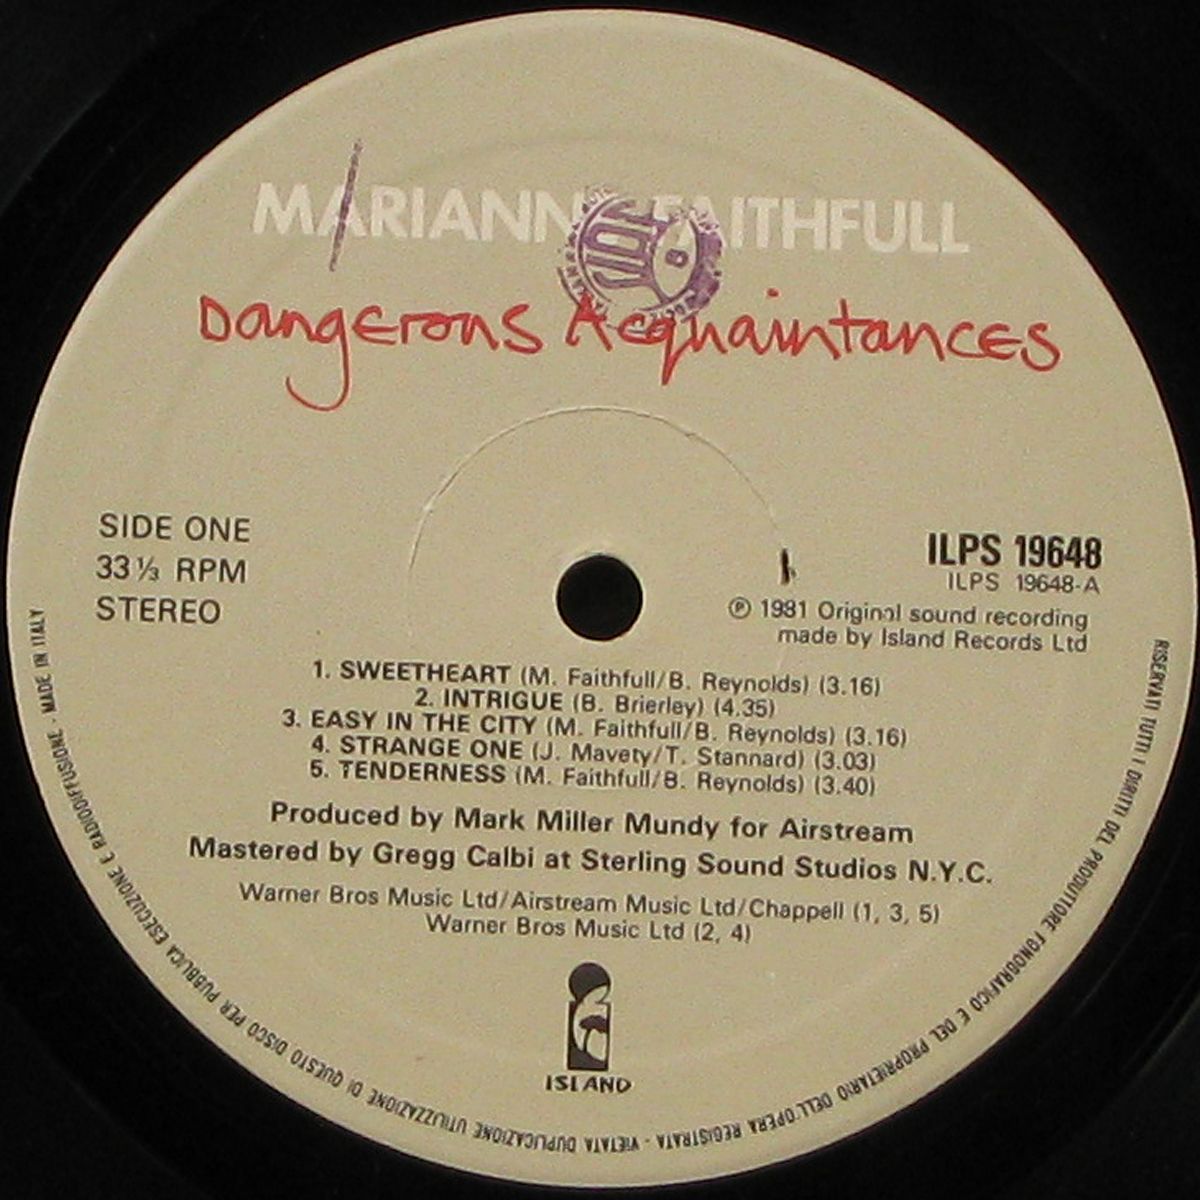 MARIANNE FAITHFULL
Dangerous Acquaintances
SIDE ONE
33 ⅓ RPM
STEREO
ILPS 19648
ILPS 19648-A
℗ 1981 Original sound recording
made by Island Records Ltd
1. SWEETHEART (M. Faithfull/B. Reynolds) (3.16)
2. INTRIGUE (B. Brierley) (4.35)
3. EASY IN THE CITY (M. Faithfull/B. Reynolds) (3.16)
4. STRANGE ONE (J. Mavety/T. Stannard) (3.03)
5. TENDERNESS (M. Faithfull/B. Reynolds) (3.40)
Produced by Mark Miller Mundy for Airstream
Mastered by Gregg Calbi at Sterling Sound Studios N.Y.C.
Warner Bros Music Ltd/Airstream Music Ltd/Chappell (1, 3, 5)
Warner Bros Music Ltd (2, 4)
ISLAND
RISERVATI TUTTI I DIRITTI DEL PRODUTTORE FONOGRAFICO E DEL PROPRIETARIO DELL'OPERA REGISTRATA - VIETATA DUPLICAZIONE UTILIZZAZIONE DI QUESTO DISCO PER PUBBLICA ESECUZIONE E RADIODIFFUSIONE - MADE IN ITALY